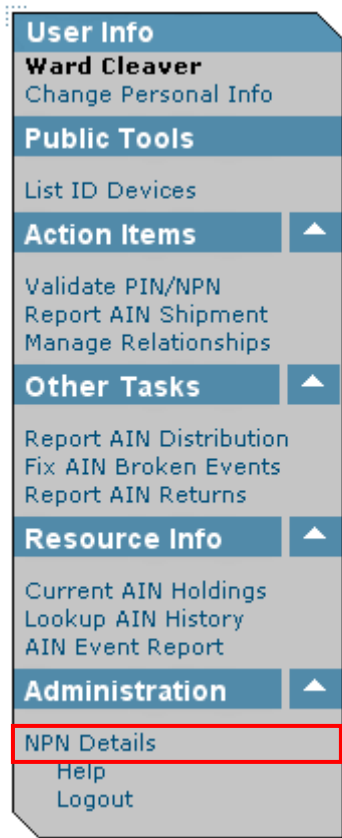 User Info
Ward Cleaver
Change Personal Info
Public Tools
List ID Devices
Action Items
Validate PIN/NPN
Report AIN Shipment
Manage Relationships
Other Tasks
Report AIN Distribution
Fix AIN Broken Events
Report AIN Returns
Resource Info
Current AIN Holdings
Lookup AIN History
AIN Event Report
Administration
NPN Details
Help
Logout